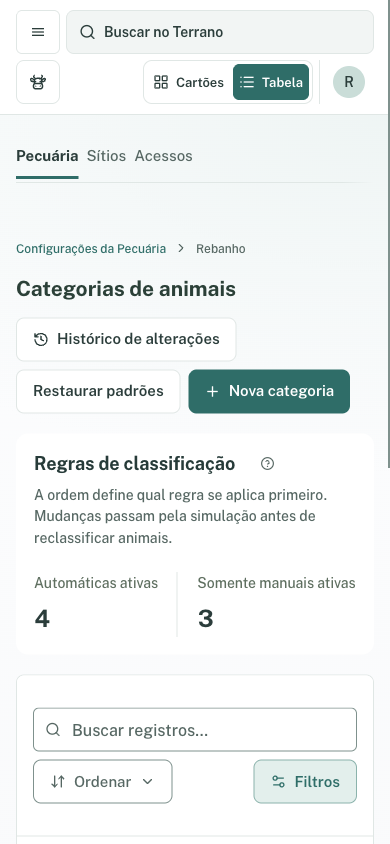 Buscar no Terrano
Cartões
Tabela
R
Pecuária Sítios Acessos
Configurações da Pecuária > Rebanho
Categorias de animais
Histórico de alterações
Restaurar padrões
+ Nova categoria
Regras de classificação ?
A ordem define qual regra se aplica primeiro.
Mudanças passam pela simulação antes de
reclassificar animais.
Automáticas ativas
4
Somente manuais ativas
3
Buscar registros...
Ordenar
Filtros